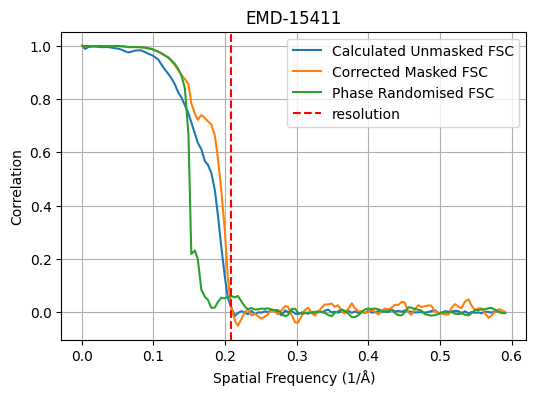 EMD-15411
1.0
0.8
0.6
0.4
0.2
0.0
Correlation
Calculated Unmasked FSC
Corrected Masked FSC
Phase Randomised FSC
resolution
0.0 0.1 0.2 0.3 0.4 0.5 0.6
Spatial Frequency (1/Å)